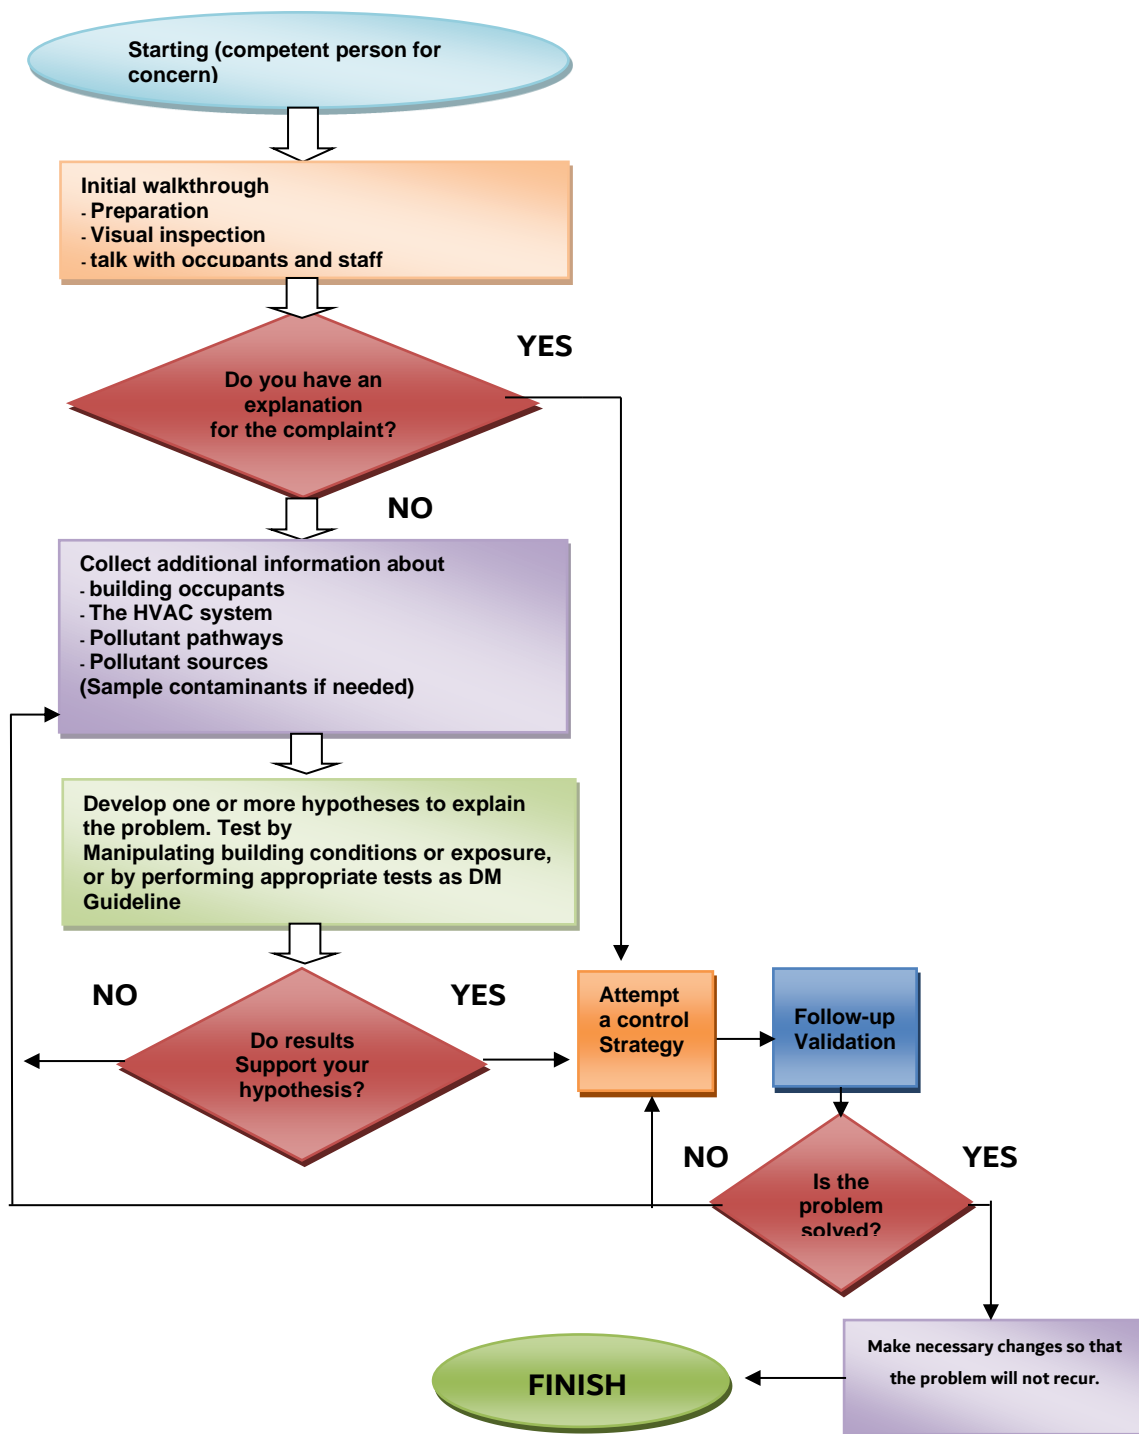 Starting (competent person for
concern)
Initial walkthrough
- Preparation
- Visual inspection
- talk with occupants and staff
YES
Do you have an
explanation
for the complaint?
NO
Collect additional information about
- building occupants
- The HVAC system
- Pollutant pathways
- Pollutant sources
(Sample contaminants if needed)
Develop one or more hypotheses to explain
the problem. Test by
Manipulating building conditions or exposure,
or by performing appropriate tests as DM
Guideline
NO
YES
Do results
Support your
hypothesis?
Attempt
a control
Strategy
Follow-up
Validation
NO
YES
Is the
problem
solved?
Make necessary changes so that
the problem will not recur.
FINISH